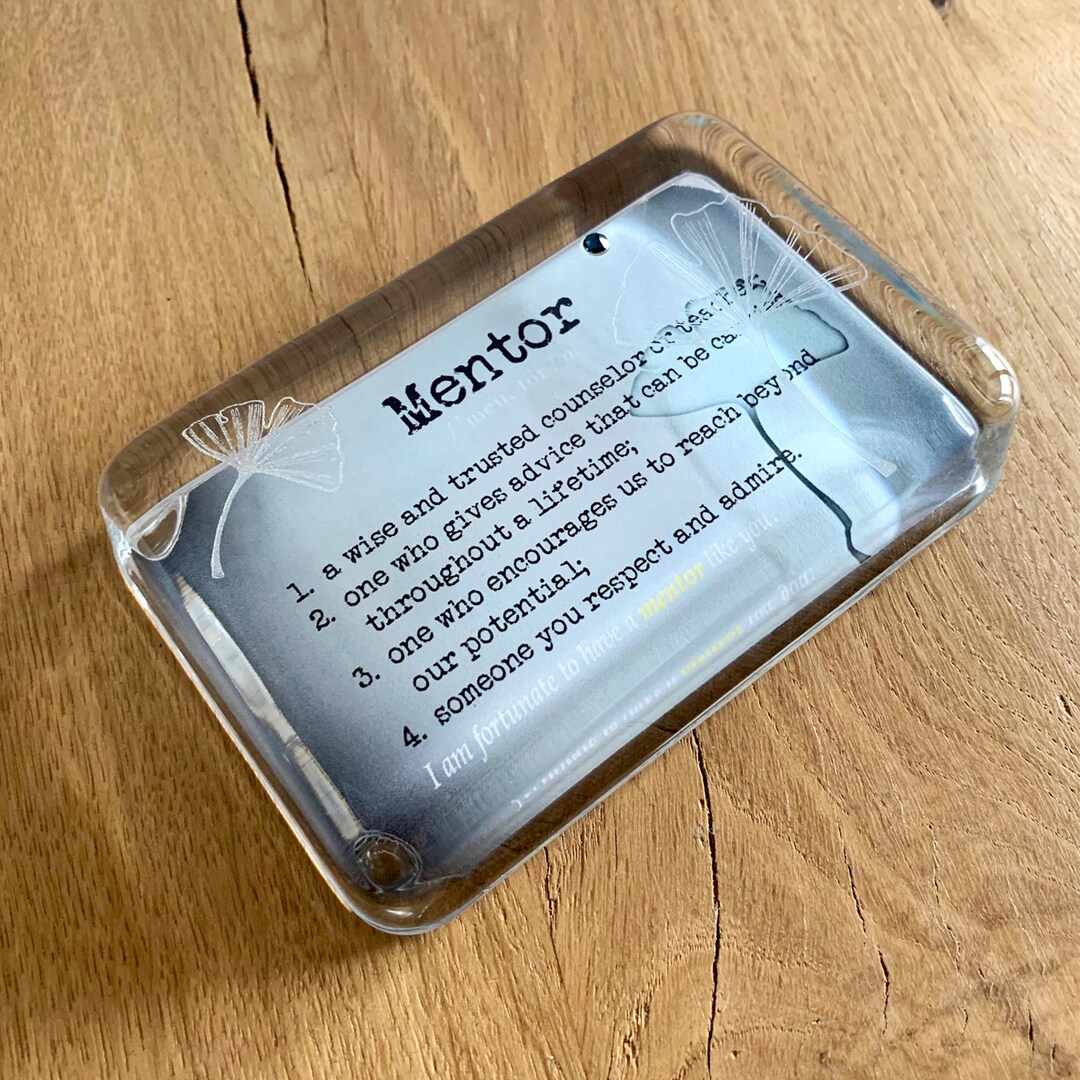 Mentor
1. a wise and trusted counselor or teacher;
2. one who gives advice that can be
throughout a lifetime;
3. one who encourages us to reach beyond
our potential;
4. someone you respect and admire.
I am fortunate to have a mentor like you.